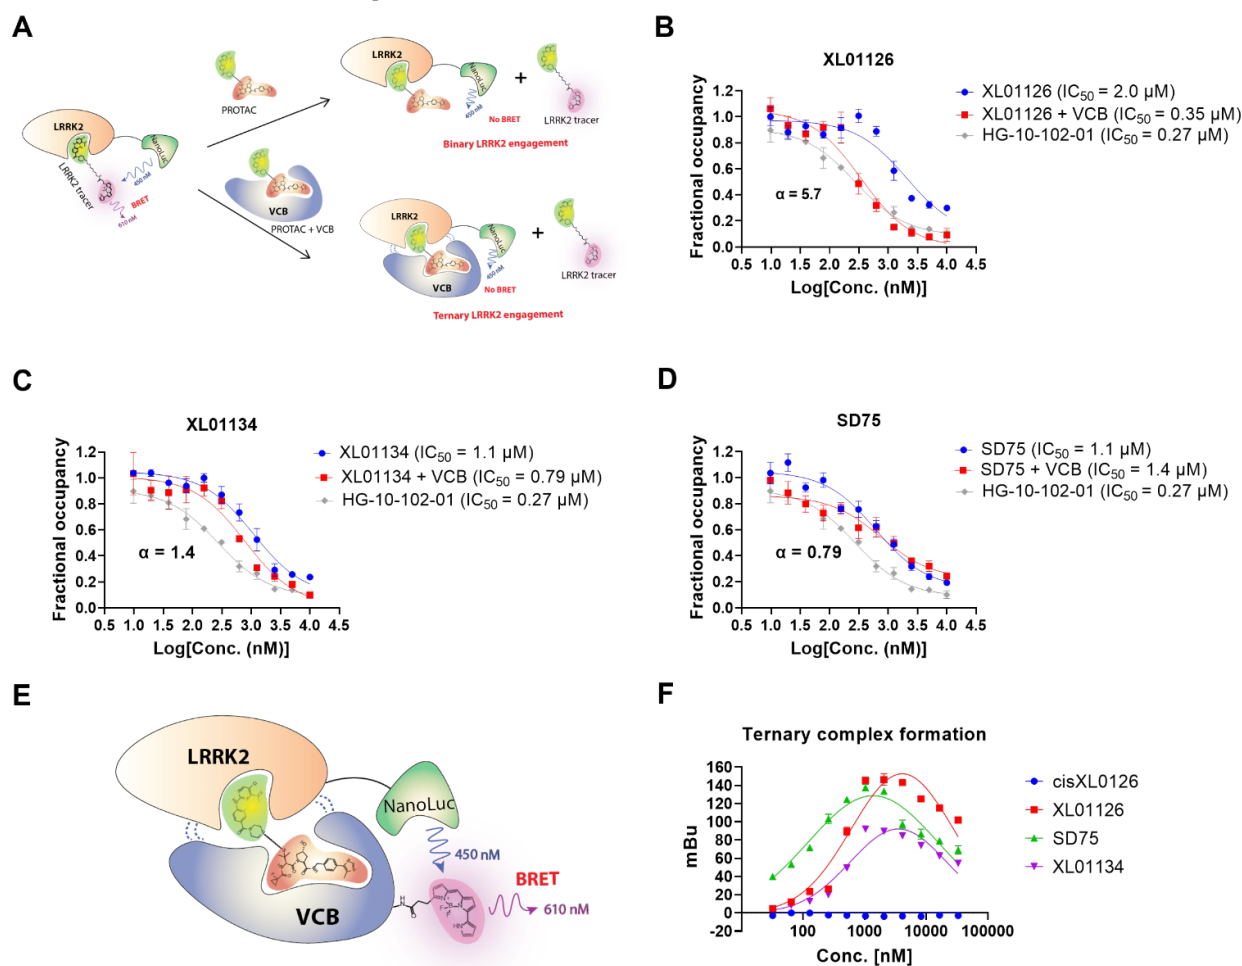 A
LRRK2
NanoLuc
LRRK2 tracer
450 nM
BRET
610 nM
PROTAC
VCB
PROTAC + VCB
LRRK2
NanoLuc
450 nM
No BRET
+
LRRK2 tracer
Binary LRRK2 engagement
LRRK2
NanoLuc
450 nM
VCB
No BRET
+
LRRK2 tracer
Ternary LRRK2 engagement
B
XL01126
Fractional occupancy
1.2
1.0
0.8
0.6
0.4
0.2
0.0
α = 5.7
0.5 1.0 1.5 2.0 2.5 3.0 3.5 4.0 4.5
Log[Conc. (nM)]
XL01126 (IC50 = 2.0 µM)
XL01126 + VCB (IC50 = 0.35 µM)
HG-10-102-01 (IC50 = 0.27 µM)
C
XL01134
Fractional occupancy
1.2
1.0
0.8
0.6
0.4
0.2
0.0
α = 1.4
0.5 1.0 1.5 2.0 2.5 3.0 3.5 4.0 4.5
Log[Conc. (nM)]
XL01134 (IC50 = 1.1 µM)
XL01134 + VCB (IC50 = 0.79 µM)
HG-10-102-01 (IC50 = 0.27 µM)
D
SD75
Fractional occupancy
1.2
1.0
0.8
0.6
0.4
0.2
0.0
α = 0.79
0.5 1.0 1.5 2.0 2.5 3.0 3.5 4.0 4.5
Log[Conc. (nM)]
SD75 (IC50 = 1.1 µM)
SD75 + VCB (IC50 = 1.4 µM)
HG-10-102-01 (IC50 = 0.27 µM)
E
LRRK2
NanoLuc
450 nM
BRET
610 nM
VCB
F
Ternary complex formation
mBu
160
140
120
100
80
60
40
20
0
-20
100 1000 10000 100000
Conc. [nM]
cisXL0126
XL01126
SD75
XL01134